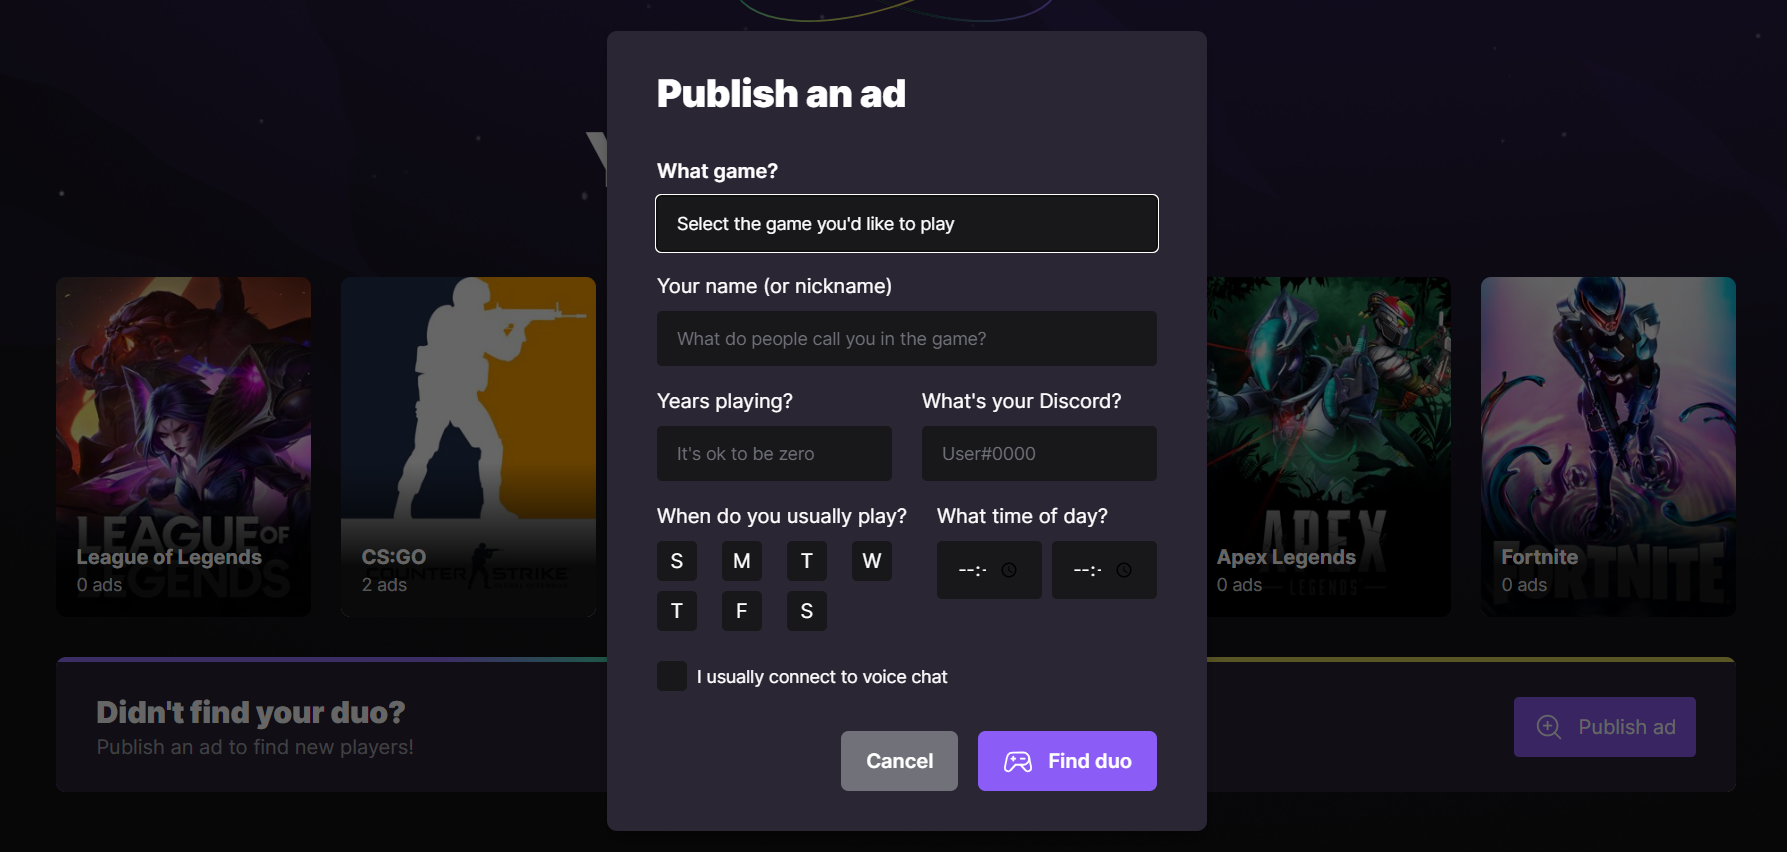 Y
Publish an ad
What game?
Select the game you'd like to play
Your name (or nickname)
What do people call you in the game?
Years playing?
What's your Discord?
It's ok to be zero
User#0000
When do you usually play?
What time of day?
S M T W
--:-
--:-
T F S
I usually connect to voice chat
Cancel
Find duo
LEAGUE OF
LEGENDS
League of Legends
0 ads
COUNTER STRIKE
CS:GO
2 ads
APEX
LEGENDS
Apex Legends
0 ads
FORTNITE
Fortnite
0 ads
Didn't find your duo?
Publish an ad to find new players!
Publish ad